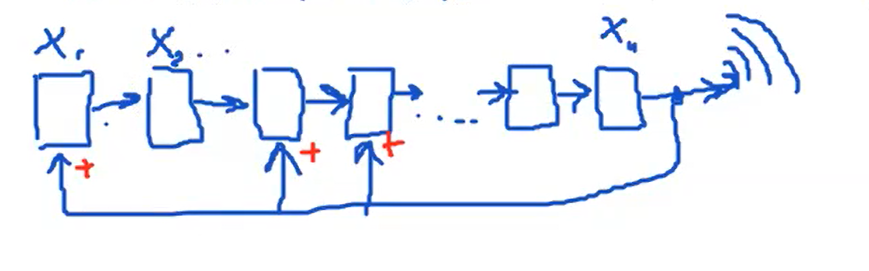 X₁ X₂ . . Xₙ
. . . . .
+ + +